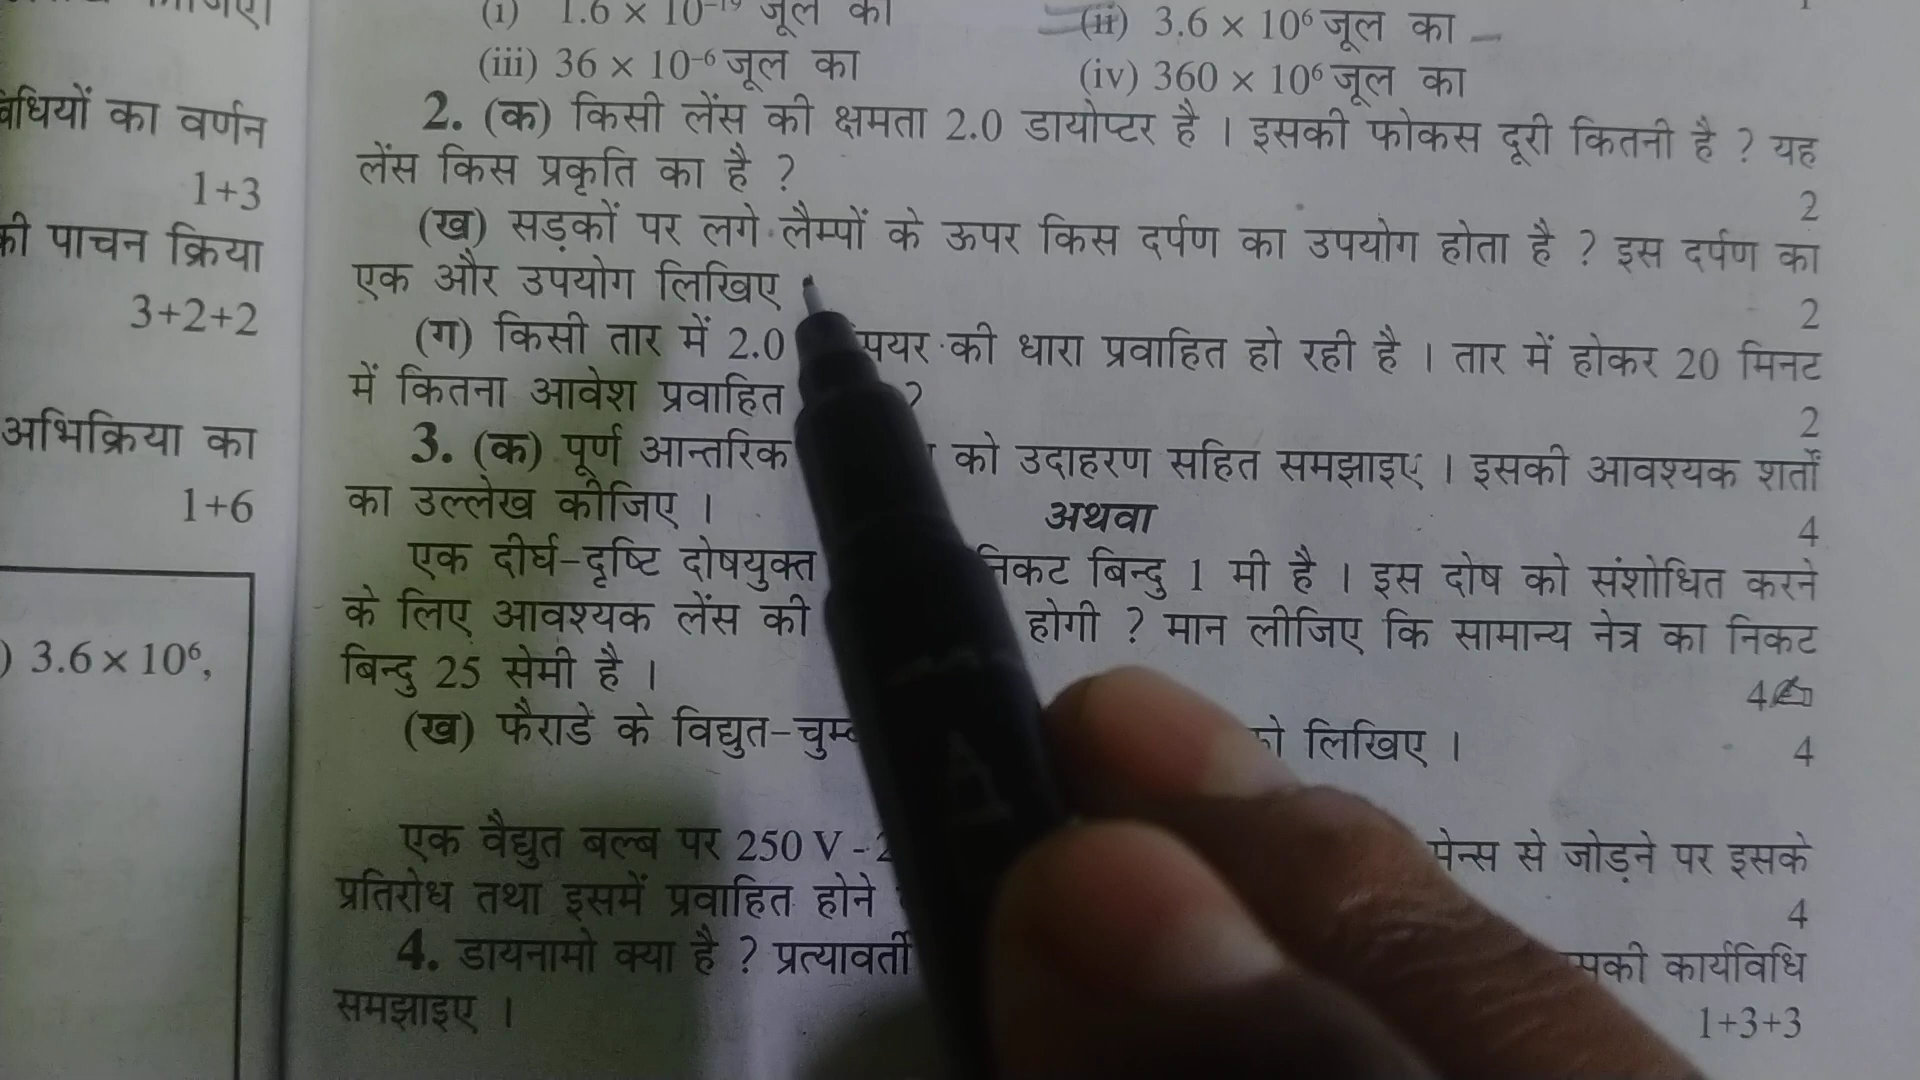 (i) 1.6 × 10⁻¹⁹ जूल का (ii) 3.6 × 10⁶ जूल का
(iii) 36 × 10⁻⁶ जूल का (iv) 360 × 10⁶ जूल का
2. (क) किसी लेंस की क्षमता 2.0 डायोप्टर है । इसकी फोकस दूरी कितनी है ? यह
लेंस किस प्रकृति का है ?
2
(ख) सड़कों पर लगे लैम्पों के ऊपर किस दर्पण का उपयोग होता है ? इस दर्पण का
एक और उपयोग लिखिए
2
(ग) किसी तार में 2.0 की धारा प्रवाहित हो रही है । तार में होकर 20 मिनट
में कितना आवेश प्रवाहित ?
2
3. (क) पूर्ण आन्तरिक को उदाहरण सहित समझाइए । इसकी आवश्यक शर्तों
का उल्लेख कीजिए ।
4
अथवा
एक दीर्घ-दृष्टि दोषयुक्त निकट बिन्दु 1 मी है । इस दोष को संशोधित करने
के लिए आवश्यक लेंस की होगी ? मान लीजिए कि सामान्य नेत्र का निकट
बिन्दु 25 सेमी है ।
4
(ख) फैराडे के विद्युत-चुम्ब को लिखिए ।
4
एक वैद्युत बल्ब पर 250 V - से जोड़ने पर इसके
प्रतिरोध तथा इसमें प्रवाहित होने
4
4. डायनामो क्या है ? प्रत्यावर्ती कार्यविधि
समझाइए ।
1+3+3
का वर्णन
1+3
की पाचन क्रिया
3+2+2
अभिक्रिया का
1+6
) 3.6 × 10⁶,